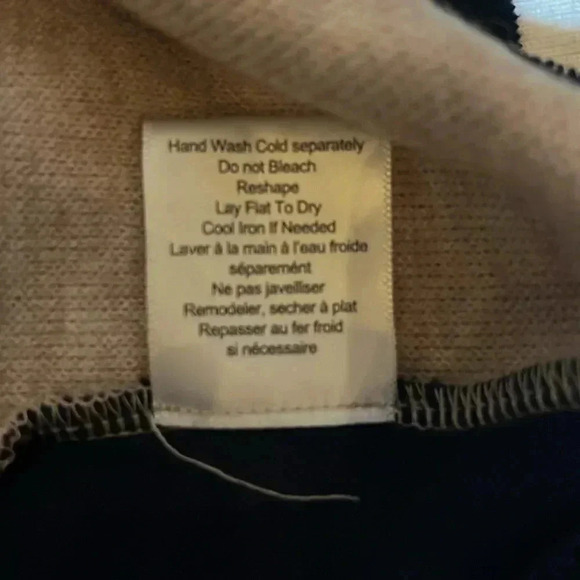 Hand Wash Cold separately
Do not Bleach
Reshape
Lay Flat To Dry
Cool Iron If Needed
Laver à la main à l'eau froide
séparemént
Ne pas javelliser
Remodeler, secher à plat
Repasser au fer froid
si nécessaire